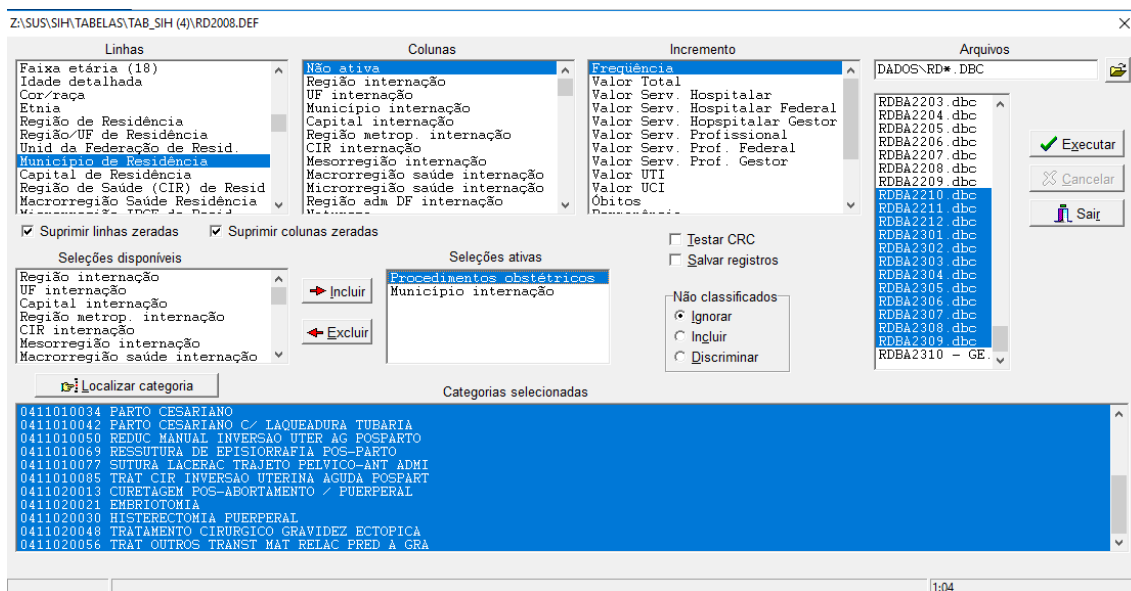 Z:\SUS\SIH\TABELAS\TAB_SIH (4)\RD2008.DEF
Linhas
Faixa etária (18)
Idade detalhada
Cor/raça
Etnia
Região de Residência
Região/UF de Residência
Unid da Federação de Resid.
Município de Residência
Capital de Residência
Região de Saúde (CIR) de Resid
Macrorregião Saúde Residência
Colunas
Não ativa
Região internação
UF internação
Município internação
Capital internação
Região metrop. internação
CIR internação
Mesorregião internação
Macrorregião saúde internação
Microrregião saúde internação
Região adm DF internação
Incremento
Freqüência
Valor Total
Valor Serv. Hospitalar
Valor Serv. Hospitalar Federal
Valor Serv. Hopspitalar Gestor
Valor Serv. Profissional
Valor Serv. Prof. Federal
Valor Serv. Prof. Gestor
Valor UTI
Valor UCI
Óbitos
Arquivos
DADOS\RD*.DBC
RDBA2203.dbc
RDBA2204.dbc
RDBA2205.dbc
RDBA2206.dbc
RDBA2207.dbc
RDBA2208.dbc
RDBA2209.dbc
RDBA2210.dbc
RDBA2211.dbc
RDBA2212.dbc
RDBA2301.dbc
RDBA2302.dbc
RDBA2303.dbc
RDBA2304.dbc
RDBA2305.dbc
RDBA2306.dbc
RDBA2307.dbc
RDBA2308.dbc
RDBA2309.dbc
RDBA2310 - GE.
Executar
Cancelar
Sair
Suprimir linhas zeradas
Suprimir colunas zeradas
Testar CRC
Salvar registros
Seleções disponíveis
Região internação
UF internação
Capital internação
Região metrop. internação
CIR internação
Mesorregião internação
Macrorregião saúde internação
Incluir
Excluir
Seleções ativas
Procedimentos obstétricos
Município internação
Não classificados
Ignorar
Incluir
Discriminar
Localizar categoria
Categorias selecionadas
0411010034 PARTO CESARIANO
0411010042 PARTO CESARIANO C/ LAQUEADURA TUBARIA
0411010050 REDUC MANUAL INVERSAO UTER AG POSPARTO
0411010069 RESSUTURA DE EPISIORRAFIA POS-PARTO
0411010077 SUTURA LACERAC TRAJETO PELVICO-ANT ADMI
0411010085 TRAT CIR INVERSAO UTERINA AGUDA POSPART
0411020013 CURETAGEM POS-ABORTAMENTO / PUERPERAL
0411020021 EMBRIOTOMIA
0411020030 HISTERECTOMIA PUERPERAL
0411020048 TRATAMENTO CIRURGICO GRAVIDEZ ECTOPICA
0411020056 TRAT OUTROS TRANST MAT RELAC PRED A GRA
1:04